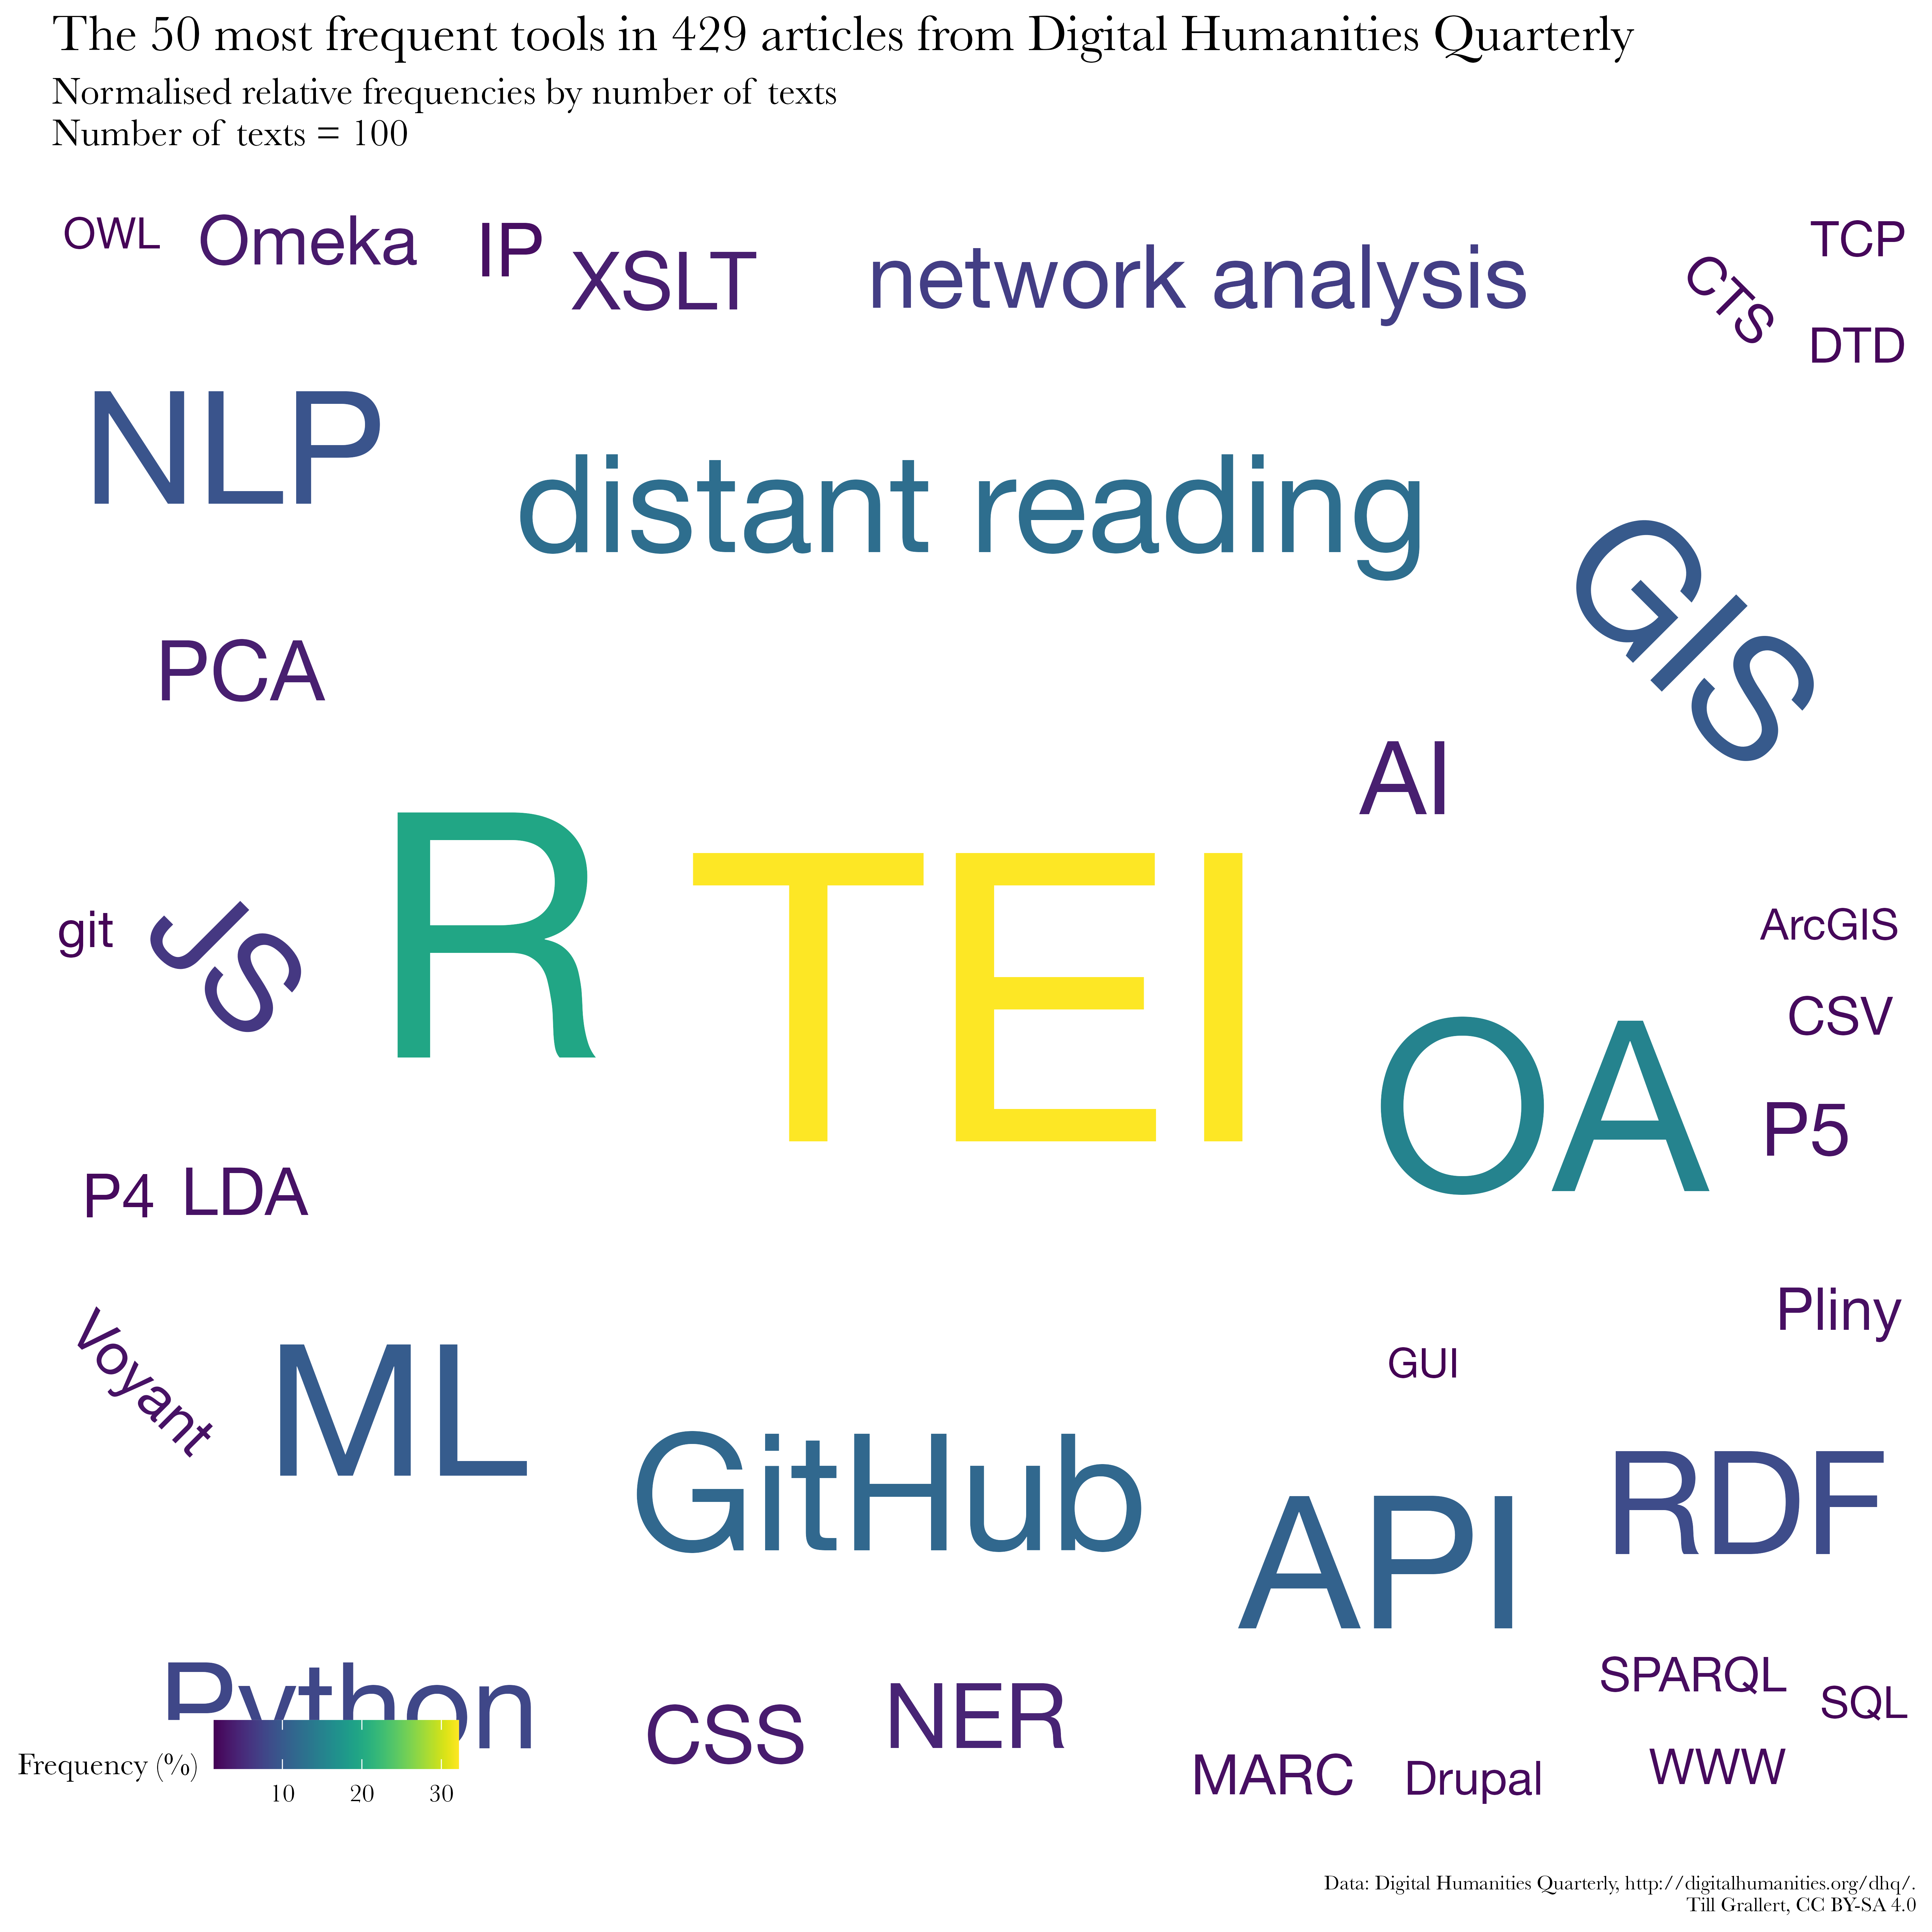 The 50 most frequent tools in 429 articles from Digital Humanities Quarterly
Normalised relative frequencies by number of texts
Number of texts = 100
OWL
Omeka
IP
XSLT
network analysis
CTS
TCP
DTD
NLP
distant reading
GIS
PCA
AI
git
JS
R
TEI
OA
ArcGIS
CSV
P5
P4
LDA
Voyant
ML
GitHub
GUI
Pliny
API
RDF
Python
CSS
NER
SPARQL
SQL
MARC
Drupal
WWW
Frequency (%)
10 20 30
Data: Digital Humanities Quarterly, http://digitalhumanities.org/dhq/.
Till Grallert, CC BY-SA 4.0